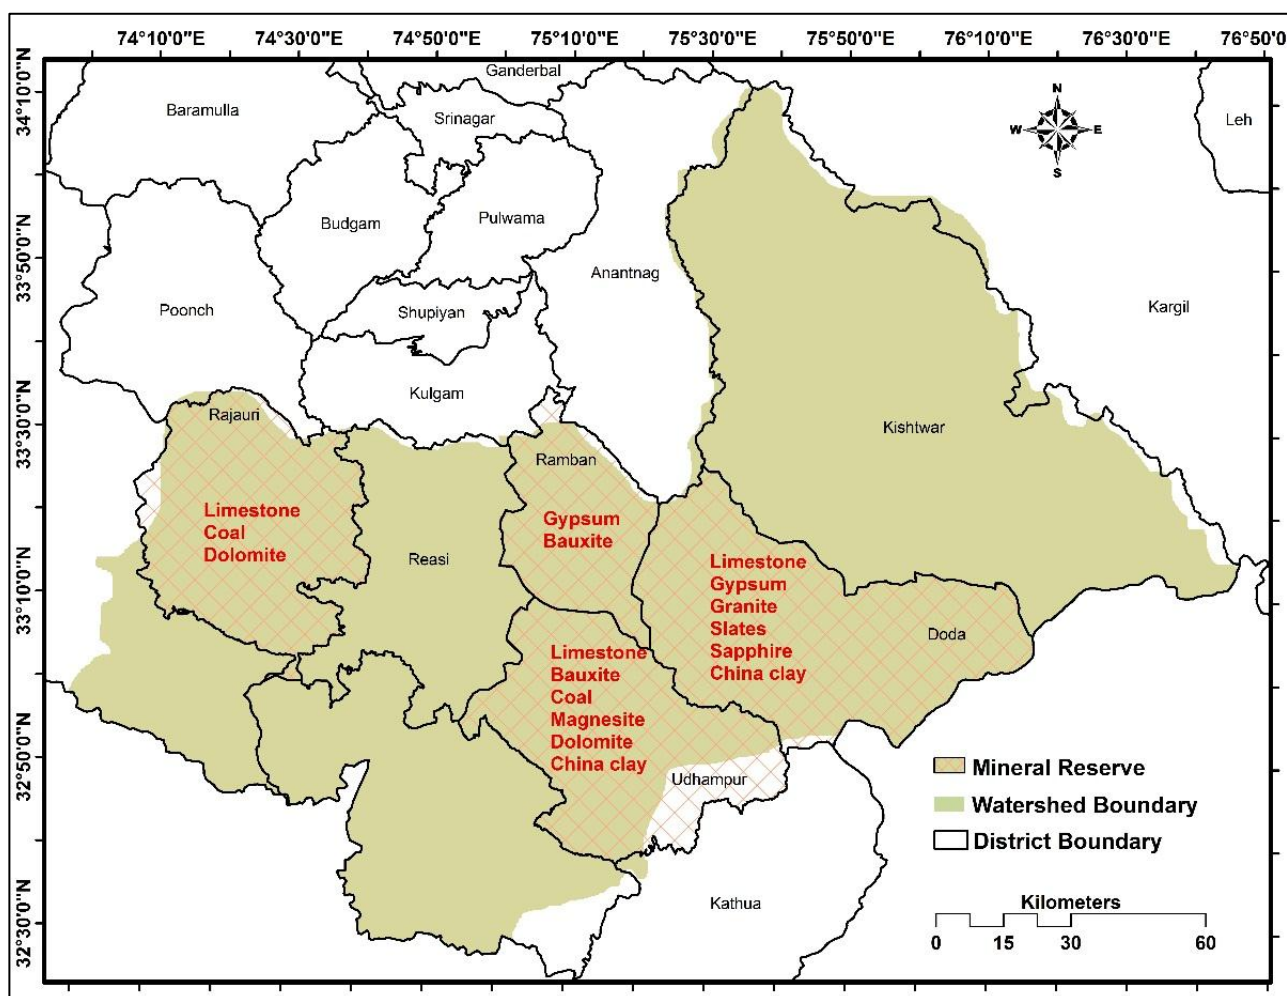 74°10'0"E 74°30'0"E 74°50'0"E 75°10'0"E 75°30'0"E 75°50'0"E 76°10'0"E 76°30'0"E 76°50'0
34°10'0"N
33°50'0"N
33°30'0"N
33°10'0"N
32°50'0"N
32°30'0"N
Ganderbal
Baramulla
Srinagar
Leh
N
W E
S
Budgam
Pulwama
Anantnag
Poonch
Shupiyan
Kargil
Kulgam
Rajauri
Kishtwar
Ramban
Limestone
Coal
Dolomite
Gypsum
Bauxite
Reasi
Limestone
Gypsum
Granite
Slates
Sapphire
China clay
Doda
Limestone
Bauxite
Coal
Magnesite
Dolomite
China clay
Udhampur
Kathua
Mineral Reserve
Watershed Boundary
District Boundary
Kilometers
0 15 30 60